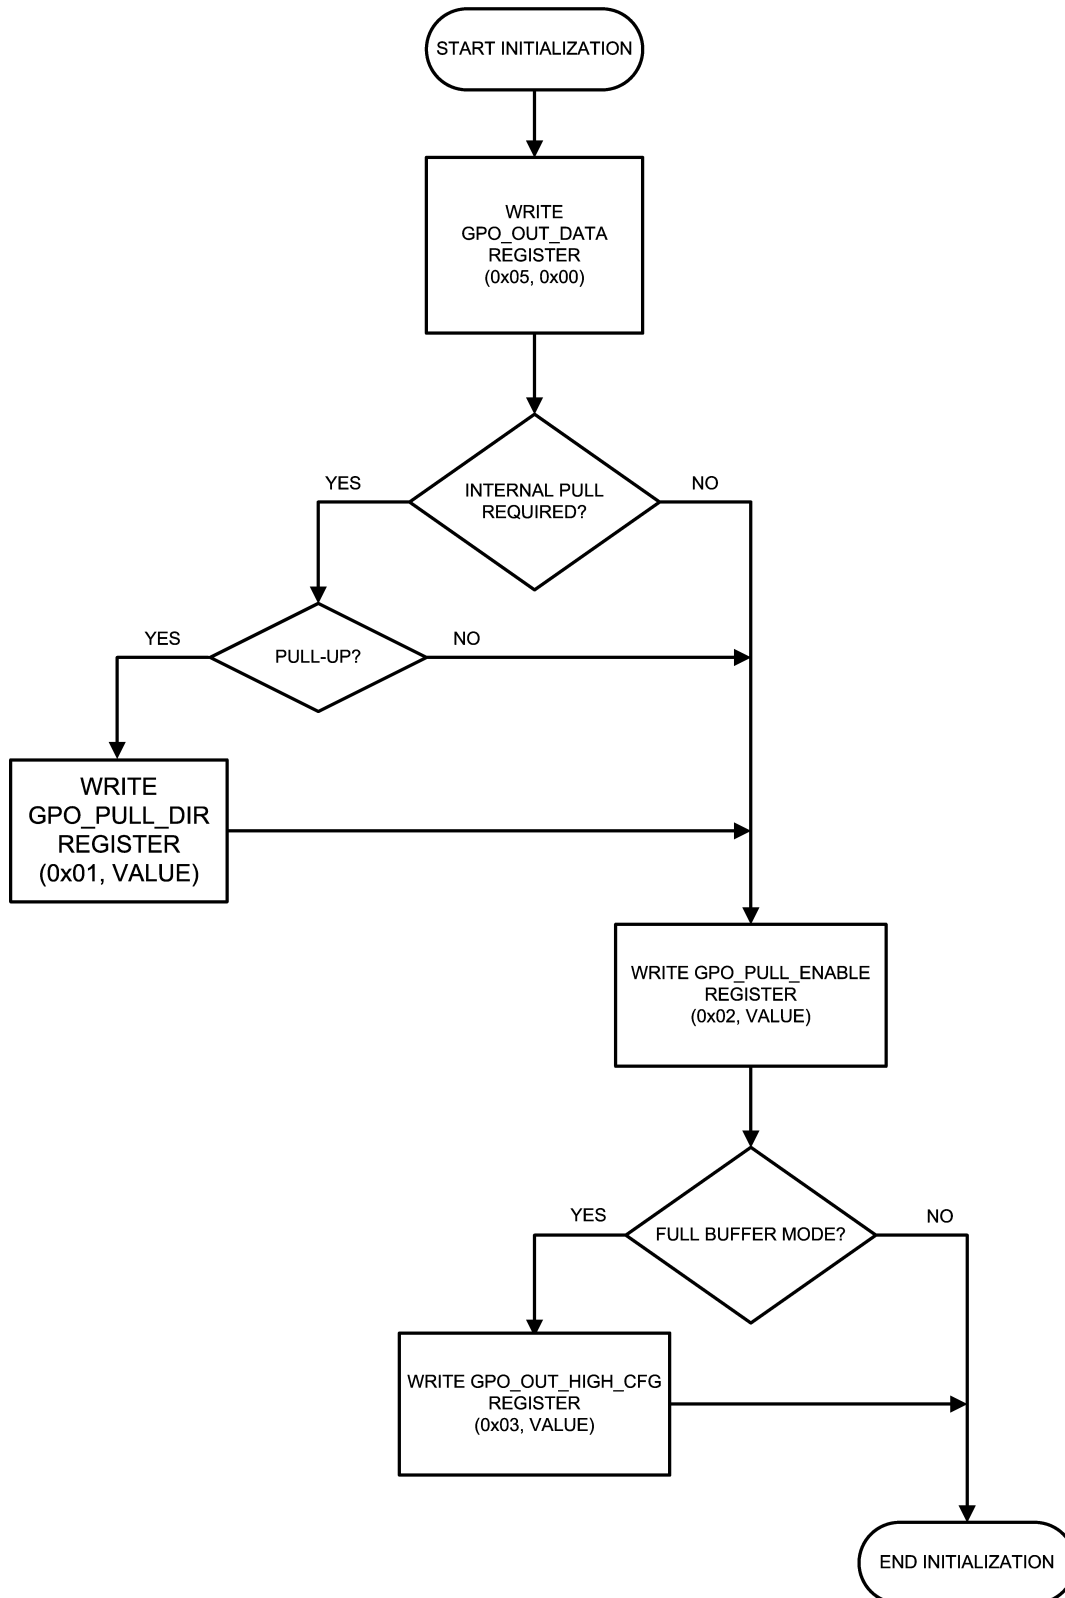 START INITIALIZATION
WRITE
GPO_OUT_DATA
REGISTER
(0x05, 0x00)
YES
INTERNAL PULL
REQUIRED?
NO
YES
PULL-UP?
NO
WRITE
GPO_PULL_DIR
REGISTER
(0x01, VALUE)
WRITE GPO_PULL_ENABLE
REGISTER
(0x02, VALUE)
YES
FULL BUFFER MODE?
NO
WRITE GPO_OUT_HIGH_CFG
REGISTER
(0x03, VALUE)
END INITIALIZATION